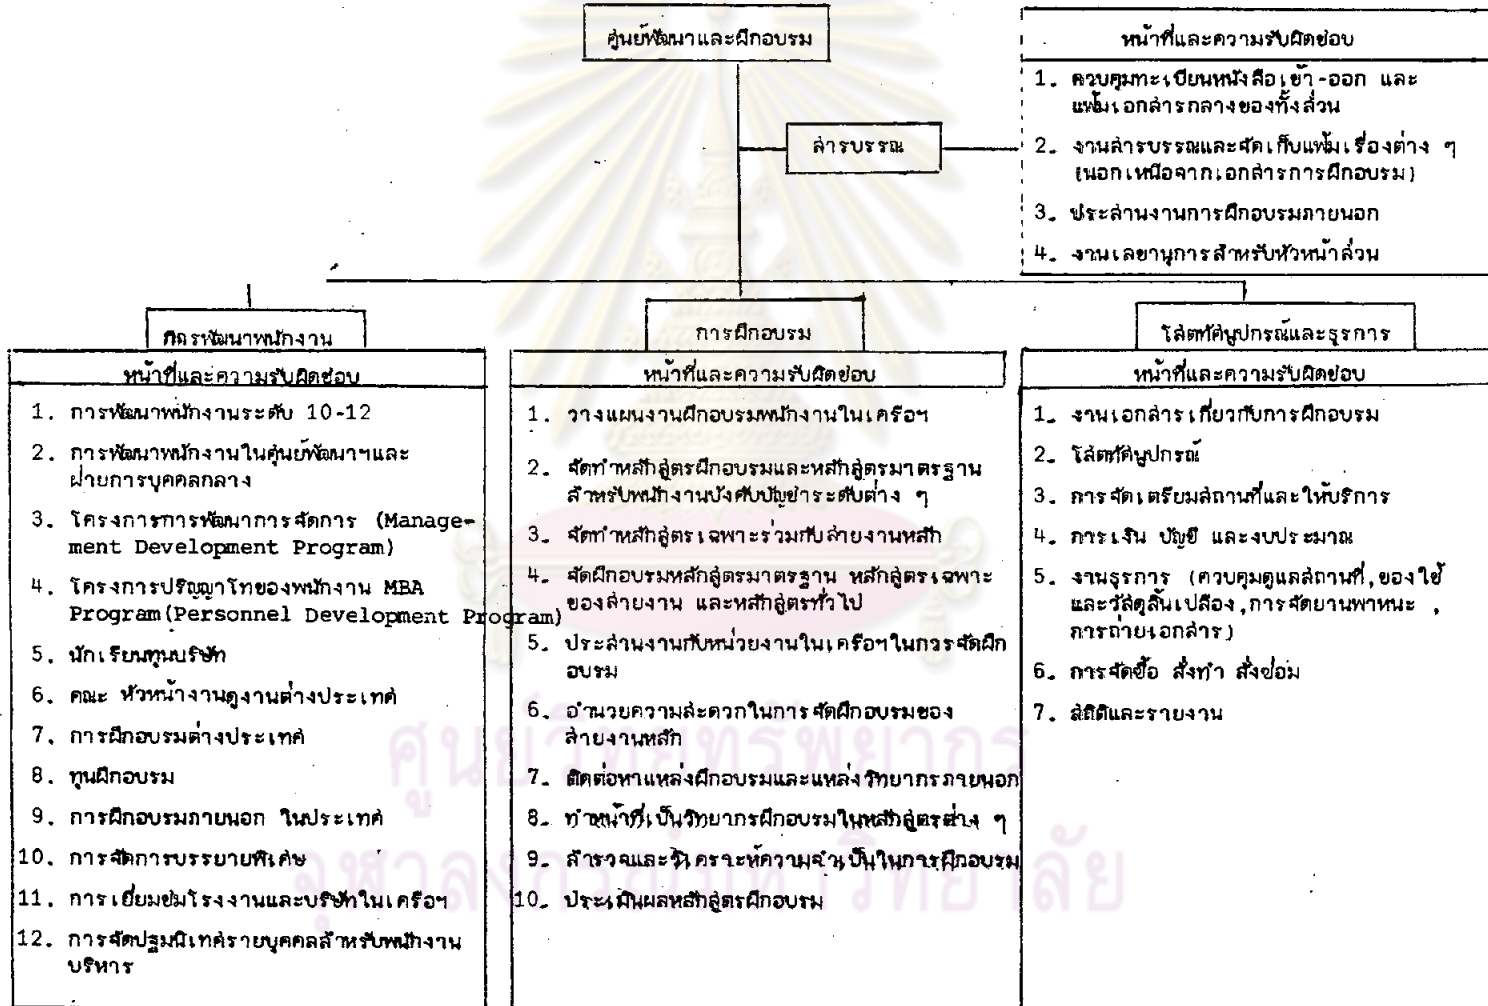 ศูนย์พัฒนาและฝึกอบรม
สารบรรณ
หน้าที่และความรับผิดชอบ
1. ควบคุมทะเบียนหนังสือเข้า-ออก และ
แฟ้มเอกสารกลางของทั้งส่วน
2. งานสารบรรณและจัดเก็บแฟ้มเรื่องต่าง ๆ
(นอกเหนือจากเอกสารการฝึกอบรม)
3. ประสานงานการฝึกอบรมภายนอก
4. งานเลขานุการสำหรับหัวหน้าส่วน
การพัฒนาพนักงาน
หน้าที่และความรับผิดชอบ
1. การพัฒนาพนักงานระดับ 10-12
2. การพัฒนาพนักงานในศูนย์พัฒนาฯและ
ฝ่ายการบุคคลกลาง
3. โครงการการพัฒนาการจัดการ (Manage-
ment Development Program)
4. โครงการปริญญาโทของพนักงาน MBA
Program(Personnel Development Program)
5. นักเรียนทุนบริษัท
6. คณะ หัวหน้างานดูงานต่างประเทศ
7. การฝึกอบรมต่างประเทศ
8. ทุนฝึกอบรม
9. การฝึกอบรมภายนอก ในประเทศ
10. การจัดการบรรยายพิเศษ
11. การเยี่ยมชมโรงงานและบริษัทในเครือฯ
12. การจัดปฐมนิเทศรายบุคคลสำหรับพนักงาน
บริหาร
การฝึกอบรม
หน้าที่และความรับผิดชอบ
1. วางแผนงานฝึกอบรมพนักงานในเครือฯ
2. จัดทำหลักสูตรฝึกอบรมและหลักสูตรมาตรฐาน
สำหรับพนักงานบังคับบัญชาระดับต่าง ๆ
3. จัดทำหลักสูตรเฉพาะร่วมกับสายงานหลัก
4. จัดฝึกอบรมหลักสูตรมาตรฐาน หลักสูตรเฉพาะ
ของสายงาน และหลักสูตรทั่วไป
5. ประสานงานกับหน่วยงานในเครือฯในการจัดฝึก
อบรม
6. อำนวยความสะดวกในการจัดฝึกอบรมของ
สายงานหลัก
7. ติดต่อหาแหล่งฝึกอบรมและแหล่งวิทยากรภายนอก
8. ทำหน้าที่เป็นวิทยากรฝึกอบรมในหลักสูตรต่าง ๆ
9. สำรวจและวิเคราะห์ความจำเป็นในการฝึกอบรม
10. ประเมินผลหลักสูตรฝึกอบรม
โสตทัศนูปกรณ์และธุรการ
หน้าที่และความรับผิดชอบ
1. งานเอกสารเกี่ยวกับการฝึกอบรม
2. โสตทัศนูปกรณ์
3. การจัดเตรียมสถานที่และให้บริการ
4. การเงิน บัญชี และงบประมาณ
5. งานธุรการ (ควบคุมดูแลสถานที่,ของใช้
และวัสดุสิ้นเปลือง,การจัดยานพาหนะ ,
การถ่ายเอกสาร)
6. การจัดซื้อ สั่งทำ สั่งซ่อม
7. สถิติและรายงาน
ศูนย์วิทยทรัพยากร
จุฬาลงกรณ์มหาวิทยาลัย